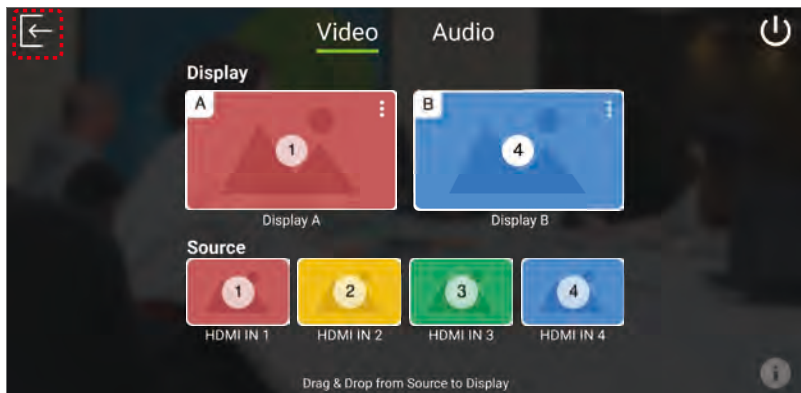 Video Audio
Display
A
1
B
4
Display A Display B
Source
1 2 3 4
HDMI IN 1 HDMI IN 2 HDMI IN 3 HDMI IN 4
Drag & Drop from Source to Display
i